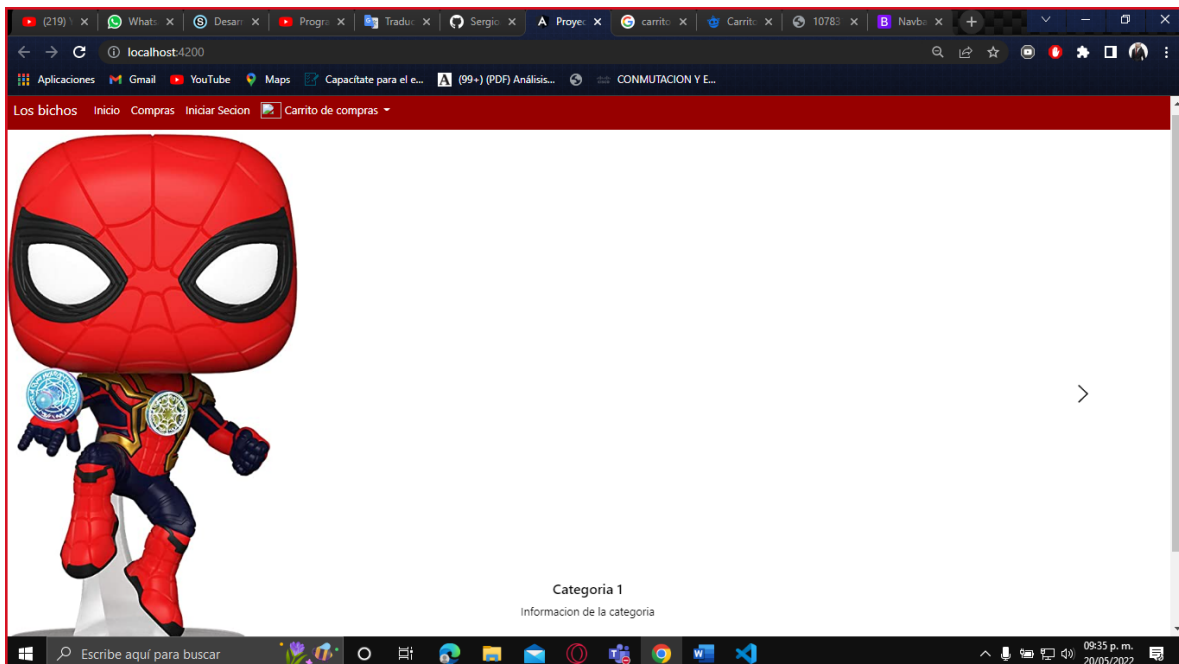 (219) Y
Whats
Desarr
Progra
Traduc
Sergio
Proyec
carrito
Carrito
10783
Navba
localhost:4200
Aplicaciones
Gmail
YouTube
Maps
Capacítate para el e...
(99+) (PDF) Análisis...
CONMUTACION Y E...
Los bichos
Inicio
Compras
Iniciar Secion
Carrito de compras
Categoria 1
Informacion de la categoria
Escribe aquí para buscar
09:35 p. m.
20/05/2022